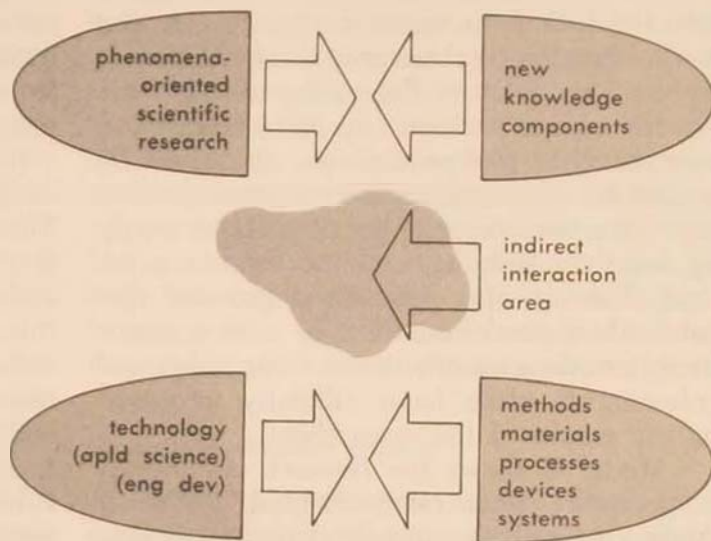 phenomena-
oriented
scientific
research
new
knowledge
components
indirect
interaction
area
technology
(apld science)
(eng dev)
methods
materials
processes
devices
systems